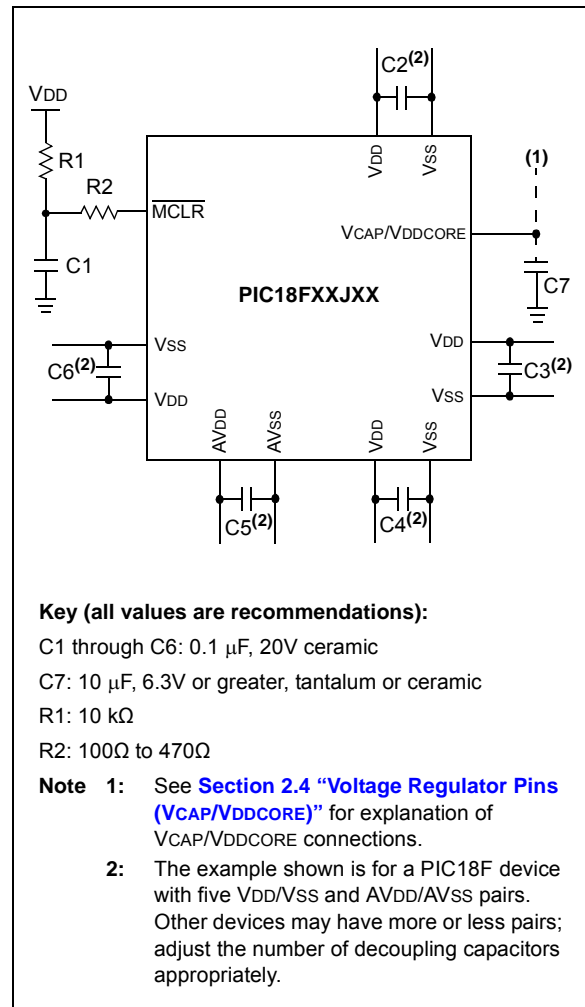 C2(2)
VDD
VDD
VSS
(1)
R1
R2
MCLR
VCAP/VDDCORE
C1
C7
PIC18FXXJXX
VSS
VDD
C6(2)
C3(2)
VDD
VSS
AVDD
AVSS
VDD
VSS
C5(2)
C4(2)
Key (all values are recommendations):
C1 through C6: 0.1 μF, 20V ceramic
C7: 10 μF, 6.3V or greater, tantalum or ceramic
R1: 10 kΩ
R2: 100Ω to 470Ω
Note 1: See Section 2.4 “Voltage Regulator Pins
(VCAP/VDDCORE)” for explanation of
VCAP/VDDCORE connections.
2: The example shown is for a PIC18F device
with five VDD/VSS and AVDD/AVSS pairs.
Other devices may have more or less pairs;
adjust the number of decoupling capacitors
appropriately.